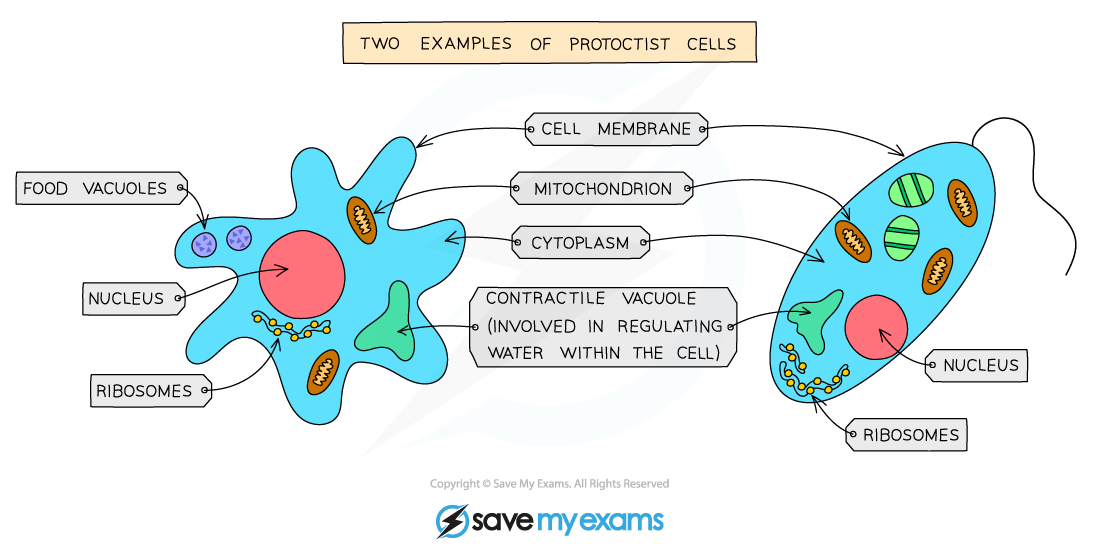 TWO EXAMPLES OF PROTOCTIST CELLS
CELL MEMBRANE
FOOD VACUOLES
MITOCHONDRION
CYTOPLASM
NUCLEUS
CONTRACTILE VACUOLE
(INVOLVED IN REGULATING
WATER WITHIN THE CELL)
NUCLEUS
RIBOSOMES
RIBOSOMES
Copyright © Save My Exams. All Rights Reserved
save my exams